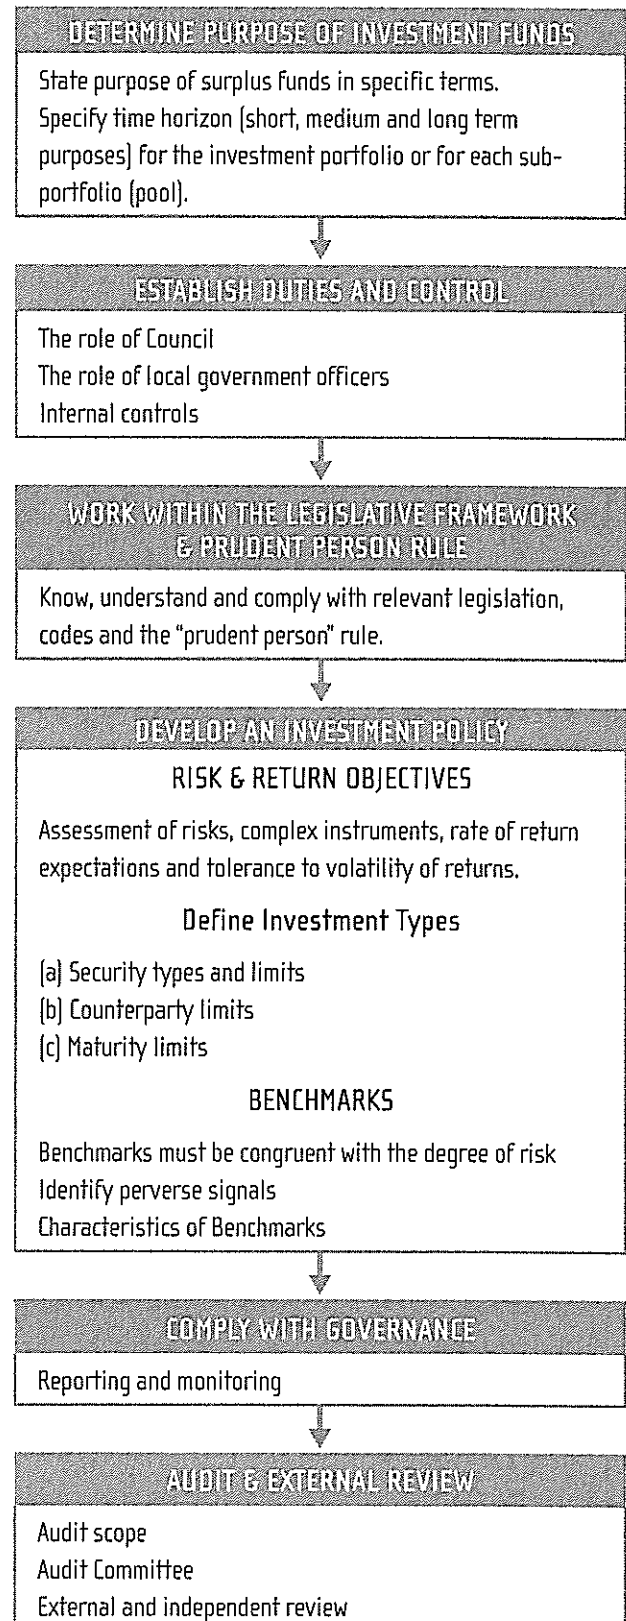 DETERMINE PURPOSE OF INVESTMENT FUNDS
State purpose of surplus funds in specific terms.
Specify time horizon (short, medium and long term
purposes) for the investment portfolio or for each sub-
portfolio (pool).
ESTABLISH DUTIES AND CONTROL
The role of Council
The role of local government officers
Internal controls
WORK WITHIN THE LEGISLATIVE FRAMEWORK
& PRUDENT PERSON RULE
Know, understand and comply with relevant legislation,
codes and the "prudent person" rule.
DEVELOP AN INVESTMENT POLICY
RISK & RETURN OBJECTIVES
Assessment of risks, complex instruments, rate of return
expectations and tolerance to volatility of returns.
Define Investment Types
(a) Security types and limits
(b) Counterparty limits
(c) Maturity limits
BENCHMARKS
Benchmarks must be congruent with the degree of risk
Identify perverse signals
Characteristics of Benchmarks
COMPLY WITH GOVERNANCE
Reporting and monitoring
AUDIT & EXTERNAL REVIEW
Audit scope
Audit Committee
External and independent review